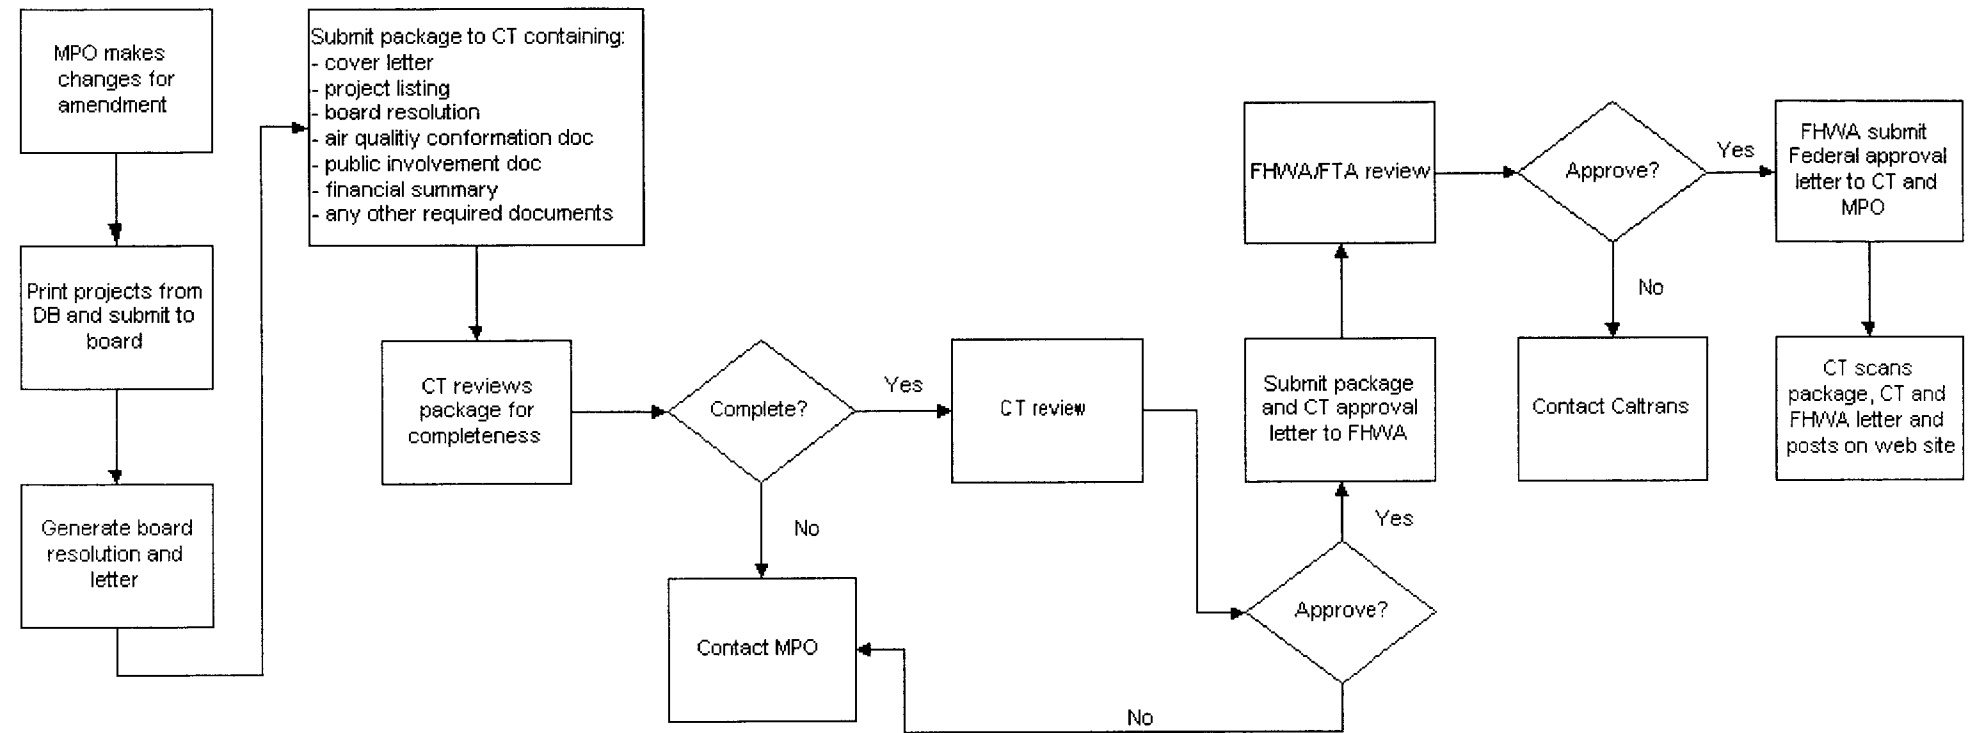 MPO makes
changes for
amendment
Print projects from
DB and submit to
board
Generate board
resolution and
letter
Submit package to CT containing:
- cover letter
- project listing
- board resolution
- air qualitiy conformation doc
- public involvement doc
- financial summary
- any other required documents
CT reviews
package for
completeness
Complete?
Yes
No
Contact MPO
CT review
Approve?
No
Yes
Submit package
and CT approval
letter to FHWA
FHWA/FTA review
Approve?
No
Contact Caltrans
Yes
FHWA submit
Federal approval
letter to CT and
MPO
CT scans
package, CT and
FHWA letter and
posts on web site